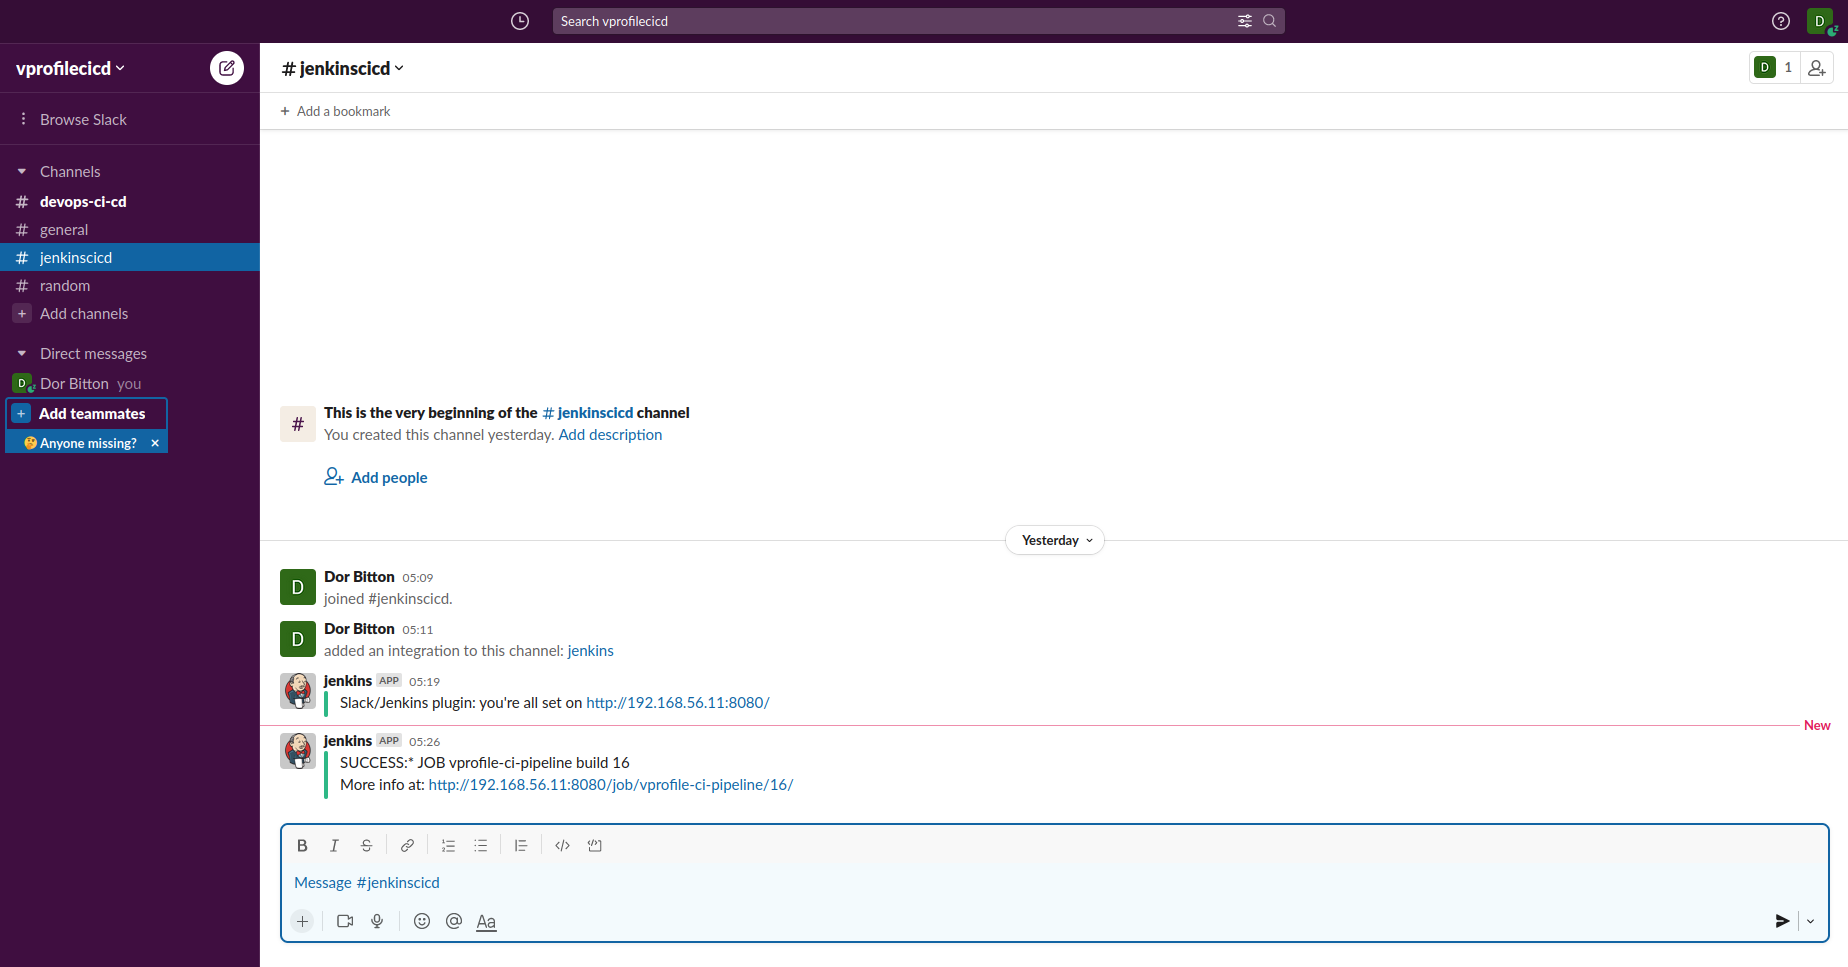 Search vprofilecicd
D
vprofilecicd
Browse Slack
Channels
# devops-ci-cd
# general
# jenkinscicd
# random
+ Add channels
Direct messages
D Dor Bitton you
+ Add teammates
🤔 Anyone missing? ×
# jenkinscicd
D 1
+ Add a bookmark
# This is the very beginning of the # jenkinscicd channel
You created this channel yesterday. Add description
Add people
Yesterday
D Dor Bitton 05:09
joined #jenkinscicd.
D Dor Bitton 05:11
added an integration to this channel: jenkins
jenkins APP 05:19
Slack/Jenkins plugin: you're all set on http://192.168.56.11:8080/
New
jenkins APP 05:26
SUCCESS:* JOB vprofile-ci-pipeline build 16
More info at: http://192.168.56.11:8080/job/vprofile-ci-pipeline/16/
B I S
Message #jenkinscicd
+ @ Aa